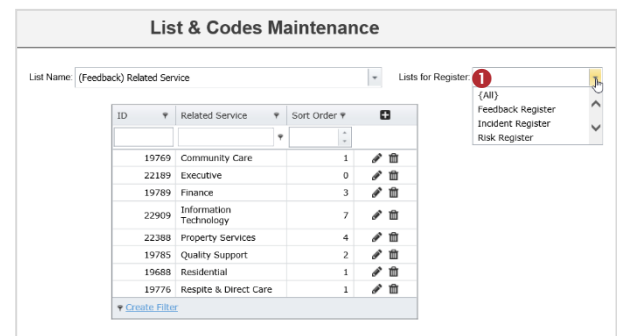 List & Codes Maintenance
List Name: (Feedback) Related Service Lists for Register: 1
{All}
Feedback Register
Incident Register
Risk Register
ID Related Service Sort Order
19769 Community Care 1
22189 Executive 0
19789 Finance 3
22909 Information Technology 7
22388 Property Services 4
19785 Quality Support 2
19688 Residential 1
19776 Respite & Direct Care 1
Create Filter